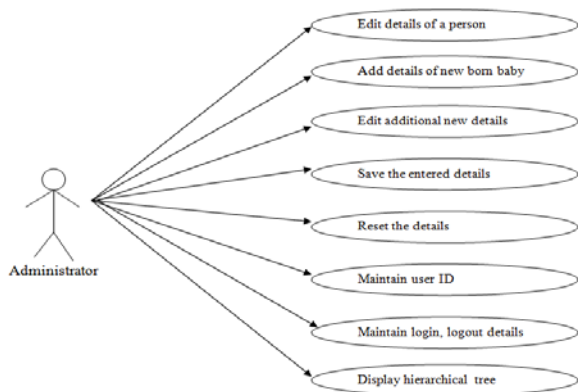 Edit details of a person
Add details of new born baby
Edit additional new details
Save the entered details
Reset the details
Administrator
Maintain user ID
Maintain login, logout details
Display hierarchical tree